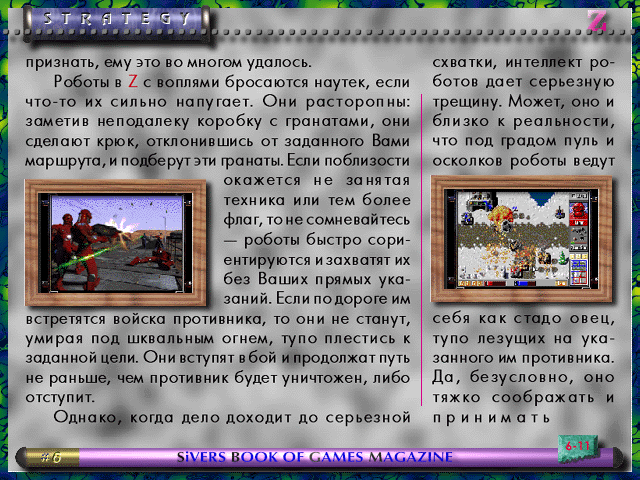 STRATEGY
Z
признать, ему это во многом удалось.
Роботы в Z с воплями бросаются наутек, если
что-то их сильно напугает. Они расторопны:
заметив неподалеку коробку с гранатами, они
сделают крюк, отклонившись от заданного Вами
маршрута, и подберут эти гранаты. Если поблизости
окажется не занятая
техника или тем более
флаг, то не сомневайтесь
— роботы быстро сори-
ентируются и захватят их
без Ваших прямых ука-
заний. Если по дороге им
встретятся войска противника, то они не станут,
умирая под шквальным огнем, тупо плестись к
заданной цели. Они вступят в бой и продолжат путь
не раньше, чем противник будет уничтожен, либо
отступит.
Однако, когда дело доходит до серьезной
схватки, интеллект ро-
ботов дает серьезную
трещину. Может, оно и
близко к реальности,
что под градом пуль и
осколков роботы ведут
себя как стадо овец,
тупо лезущих на ука-
занного им противника.
Да, безусловно, оно
тяжко соображать и
принимать
#6
SiVERS BOOK OF GAMES MAGAZINE
6-11